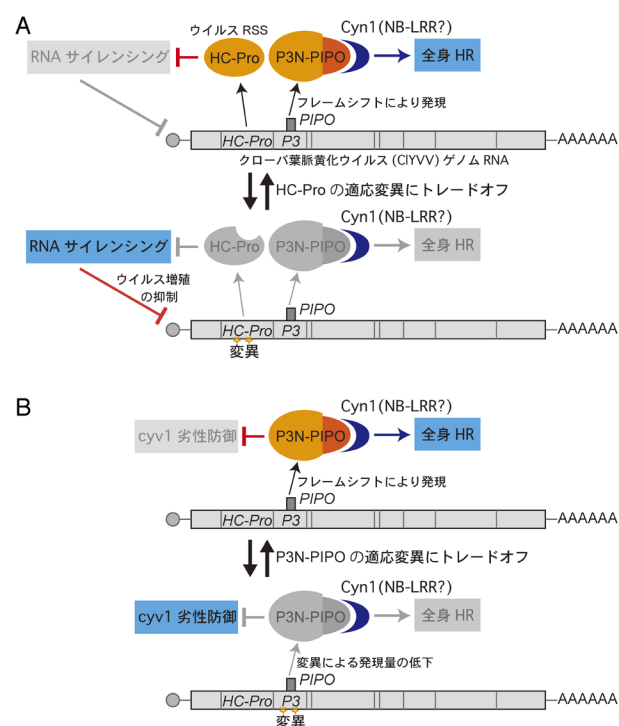 A
ウイルス RSS
Cyn1(NB-LRR?)
RNA サイレンシング
HC-Pro
P3N-PIPO
全身 HR
フレームシフトにより発現
PIPO
HC-Pro
P3
AAAAAA
クローバ葉脈黄化ウイルス (ClYVV) ゲノム RNA
HC-Pro の適応変異にトレードオフ
Cyn1(NB-LRR?)
RNA サイレンシング
HC-Pro
P3N-PIPO
全身 HR
ウイルス増殖
の抑制
PIPO
HC-Pro
P3
AAAAAA
変異
B
Cyn1(NB-LRR?)
cyv1 劣性防御
P3N-PIPO
全身 HR
フレームシフトにより発現
PIPO
HC-Pro
P3
AAAAAA
P3N-PIPO の適応変異にトレードオフ
Cyn1(NB-LRR?)
cyv1 劣性防御
P3N-PIPO
全身 HR
変異による発現量の低下
PIPO
HC-Pro
P3
AAAAAA
変異